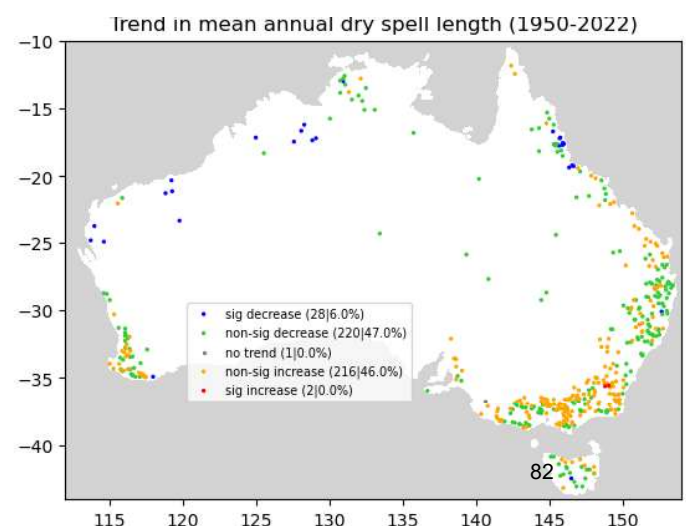 Trend in mean annual dry spell length (1950-2022)
−10
−15
−20
−25
−30
−35
−40
sig decrease (28|6.0%)
non-sig decrease (220|47.0%)
no trend (1|0.0%)
non-sig increase (216|46.0%)
sig increase (2|0.0%)
82
115 120 125 130 135 140 145 150